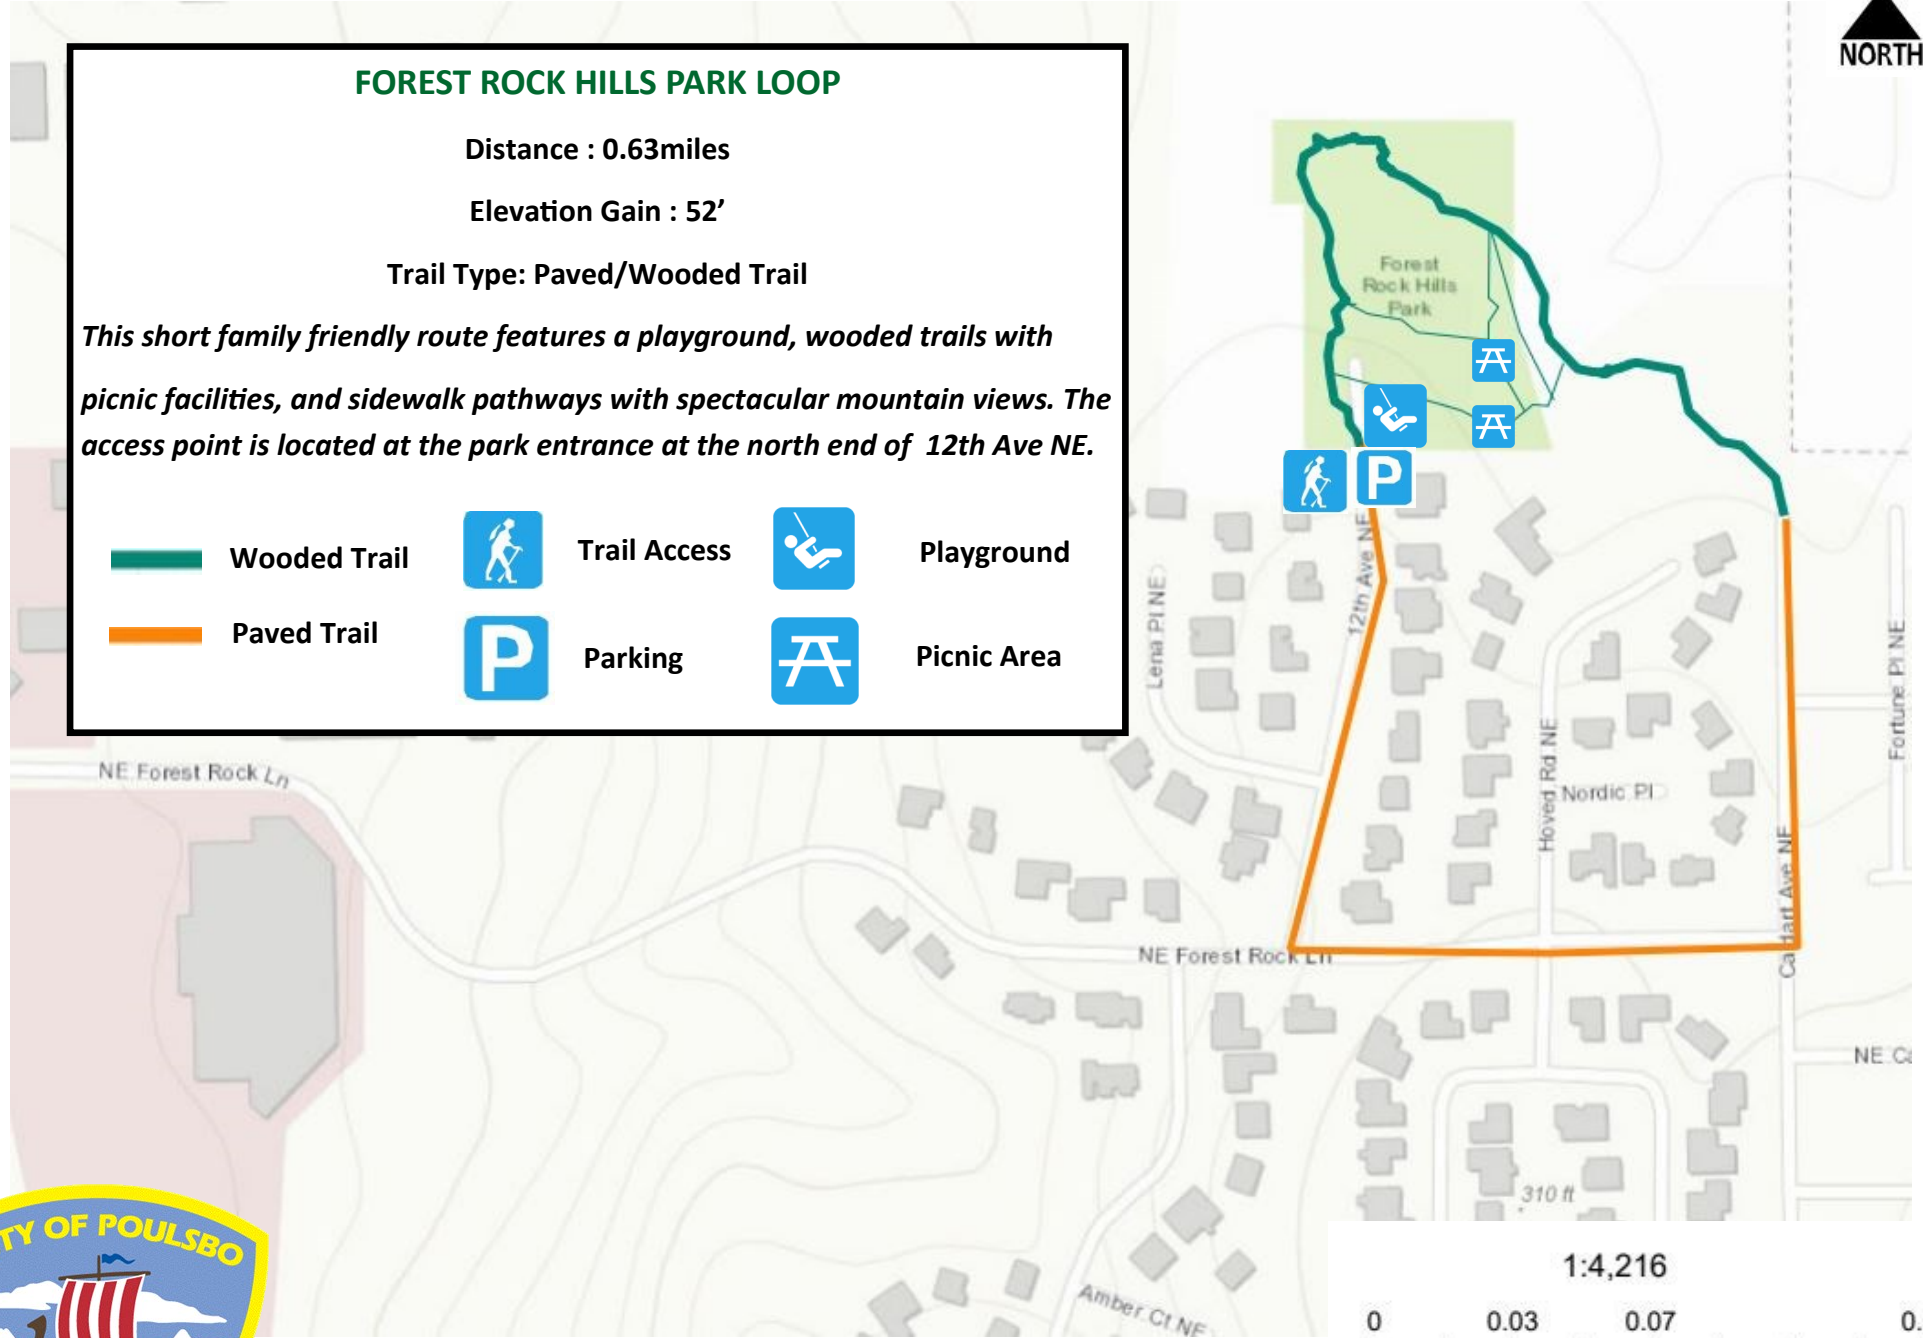 NORTH
FOREST ROCK HILLS PARK LOOP
Distance : 0.63miles
Elevation Gain : 52’
Trail Type: Paved/Wooded Trail
This short family friendly route features a playground, wooded trails with
picnic facilities, and sidewalk pathways with spectacular mountain views. The
access point is located at the park entrance at the north end of 12th Ave NE.
Wooded Trail
Trail Access
Playground
Paved Trail
P
Parking
Picnic Area
Forest
Rock Hills
Park
P
12th Ave NE
Lena Pl NE
Hoved Rd NE
Nordic Pl
Fortune Pl NE
Caldart Ave NE
NE Forest Rock Ln
NE Forest Rock Ln
NE Ca
310 ft
Amber Ct NE
TY OF POULSBO
1:4,216
0 0.03 0.07 0.